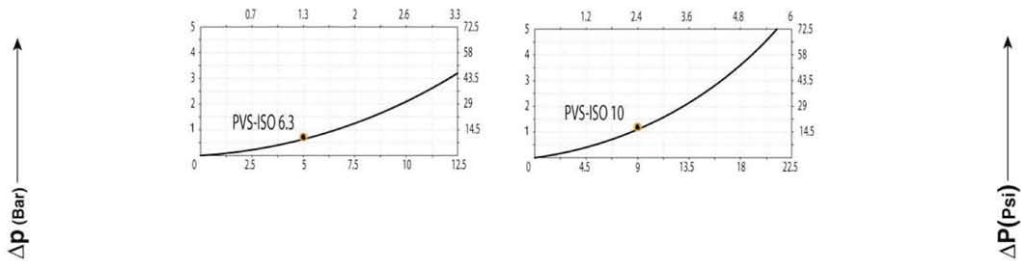 0.7 1.3 2 2.6 3.3
5 72.5
4 58
3 43.5
2 29
1 14.5
PVS-ISO 6.3
0 2.5 5 7.5 10 12.5
1.2 2.4 3.6 4.8 6
5 72.5
4 58
3 43.5
2 29
1 14.5
PVS-ISO 10
0 4.5 9 13.5 18 22.5
Δp (Bar)
ΔP(Psi)